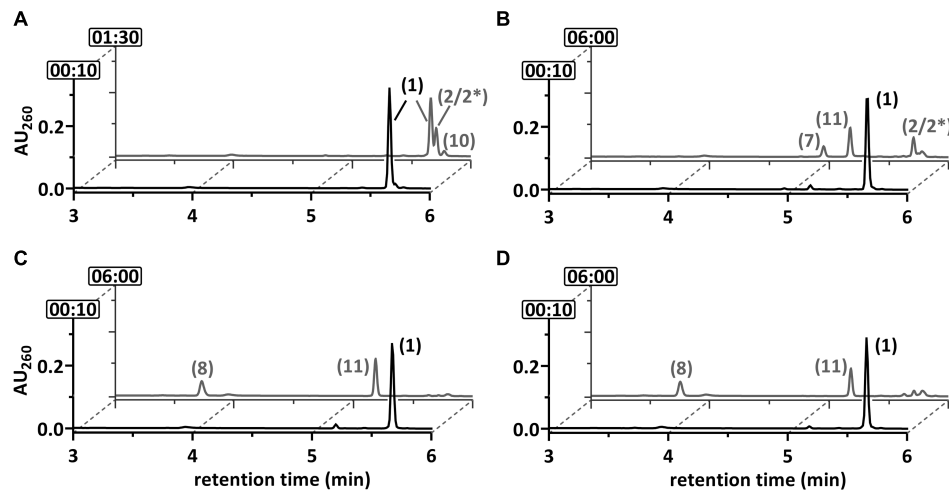 A
01:30
00:10
(1)
(2/2*)
(10)
AU260
0.2
0.0
3 4 5 6
B
06:00
00:10
(1)
(11)
(7)
(2/2*)
0.2
0.0
3 4 5 6
C
06:00
00:10
(1)
(8)
(11)
AU260
0.2
0.0
3 4 5 6
retention time (min)
D
06:00
00:10
(1)
(8)
(11)
0.2
0.0
3 4 5 6
retention time (min)